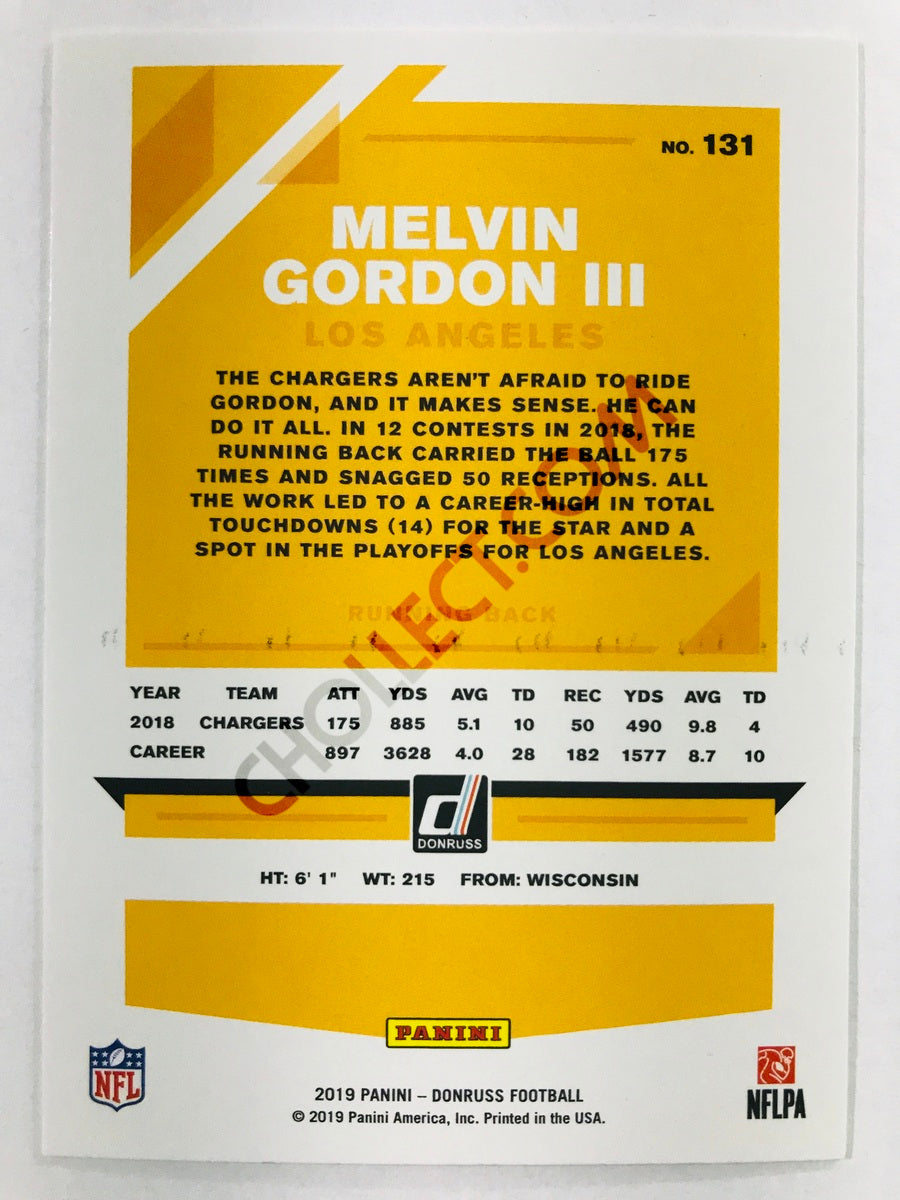 NO. 131
MELVIN
GORDON III
LOS ANGELES
THE CHARGERS AREN'T AFRAID TO RIDE
GORDON, AND IT MAKES SENSE. HE CAN
DO IT ALL. IN 12 CONTESTS IN 2018, THE
RUNNING BACK CARRIED THE BALL 175
TIMES AND SNAGGED 50 RECEPTIONS. ALL
THE WORK LED TO A CAREER-HIGH IN TOTAL
TOUCHDOWNS (14) FOR THE STAR AND A
SPOT IN THE PLAYOFFS FOR LOS ANGELES.
RUNNING BACK
CHOLLECT.COM
YEAR TEAM ATT YDS AVG TD REC YDS AVG TD
2018 CHARGERS 175 885 5.1 10 50 490 9.8 4
CAREER 897 3628 4.0 28 182 1577 8.7 10
d
DONRUSS
HT: 6' 1" WT: 215 FROM: WISCONSIN
PANINI
NFL
NFLPA
2019 PANINI – DONRUSS FOOTBALL
© 2019 Panini America, Inc. Printed in the USA.